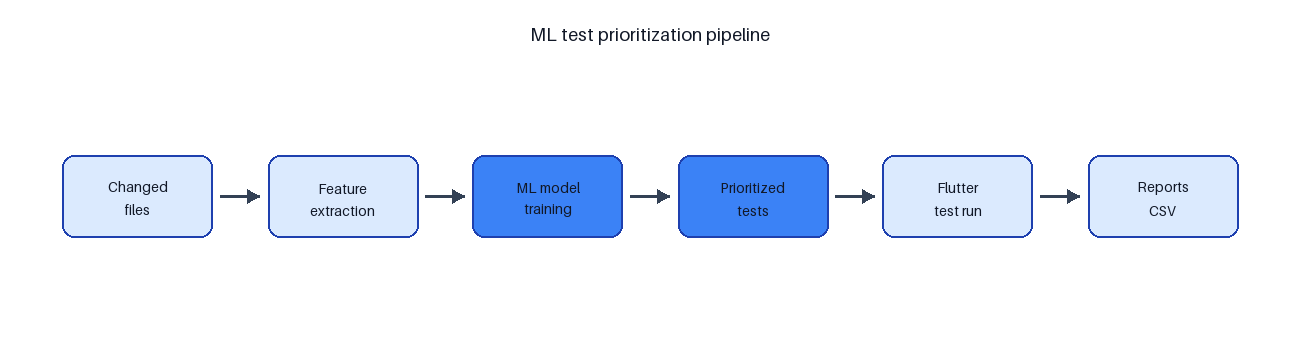 ML test prioritization pipeline
Changed
files
Feature
extraction
ML model
training
Prioritized
tests
Flutter
test run
Reports
CSV